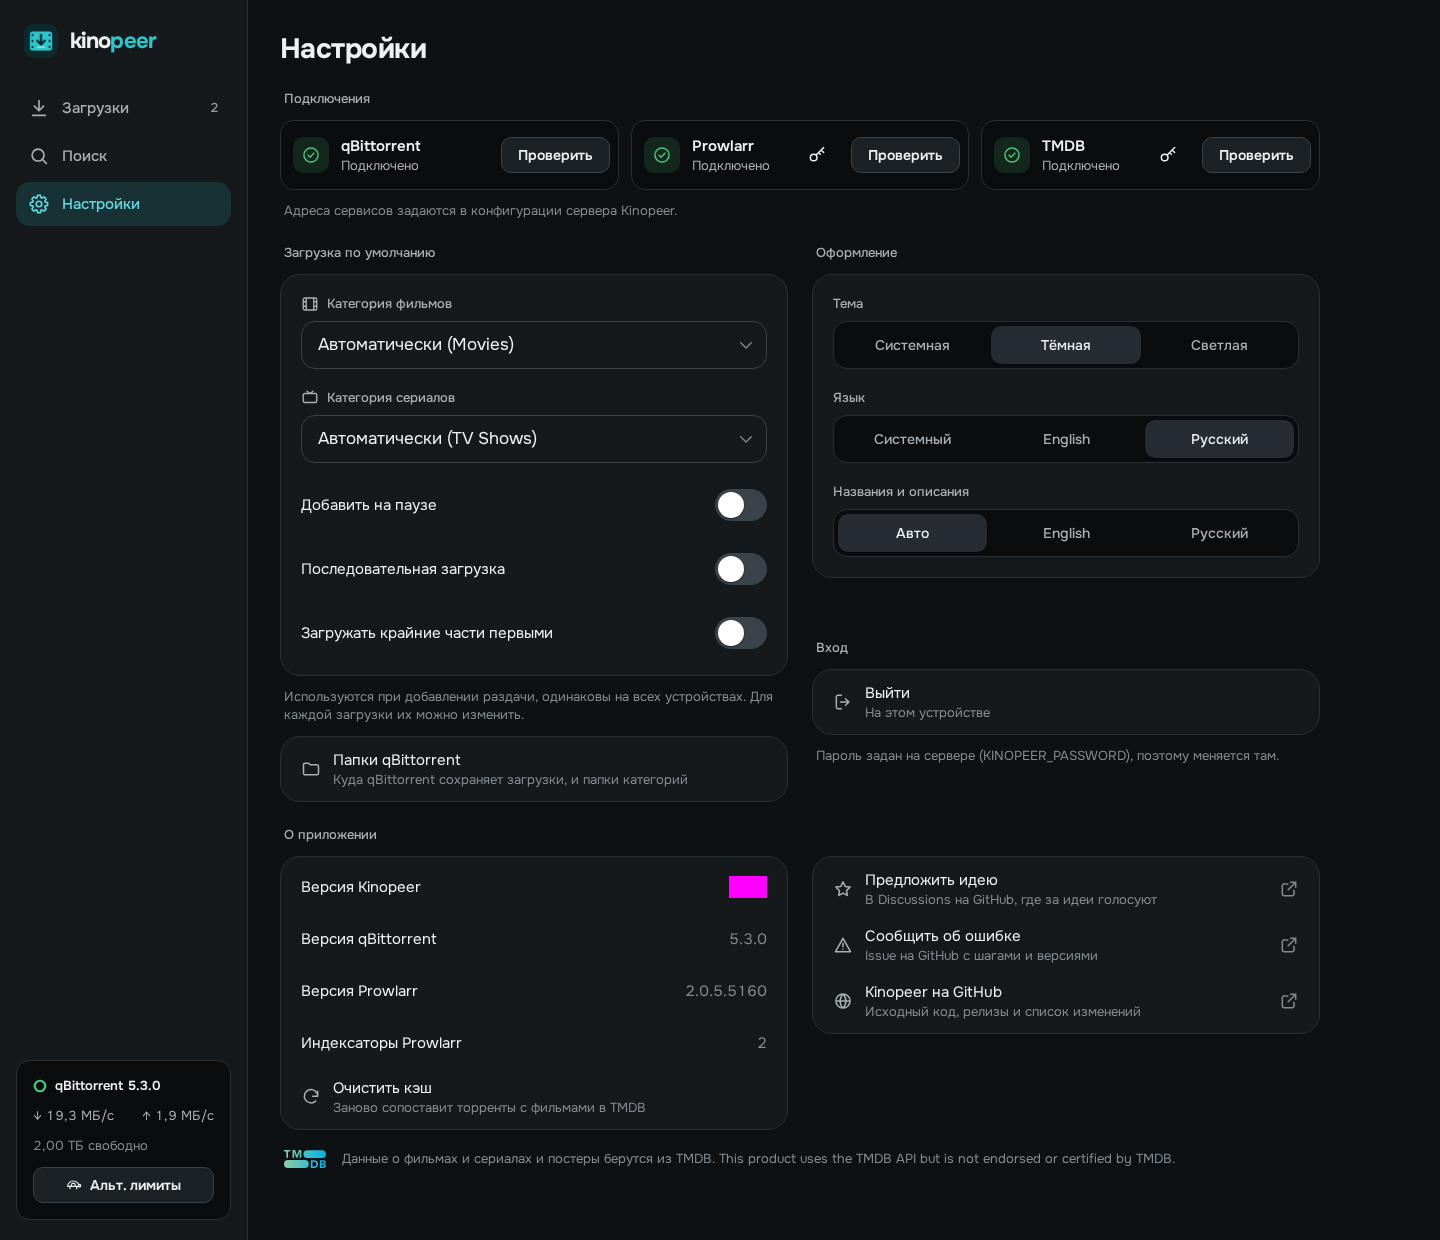 kinopeer
Загрузки 2
Поиск
Настройки
qBittorrent 5.3.0
↓ 19,3 МБ/с ↑ 1,9 МБ/с
2,00 ТБ свободно
Альт. лимиты
Настройки
Подключения
qBittorrent
Подключено
Проверить
Prowlarr
Подключено
Проверить
TMDB
Подключено
Проверить
Адреса сервисов задаются в конфигурации сервера Kinopeer.
Загрузка по умолчанию
Категория фильмов
Автоматически (Movies)
Категория сериалов
Автоматически (TV Shows)
Добавить на паузе
Последовательная загрузка
Загружать крайние части первыми
Используются при добавлении раздачи, одинаковы на всех устройствах. Для
каждой загрузки их можно изменить.
Папки qBittorrent
Куда qBittorrent сохраняет загрузки, и папки категорий
Оформление
Тема
Системная Тёмная Светлая
Язык
Системный English Русский
Названия и описания
Авто English Русский
Вход
Выйти
На этом устройстве
Пароль задан на сервере (KINOPEER_PASSWORD), поэтому меняется там.
О приложении
Версия Kinopeer
Версия qBittorrent 5.3.0
Версия Prowlarr 2.0.5.5160
Индексаторы Prowlarr 2
Очистить кэш
Заново сопоставит торренты с фильмами в TMDB
Предложить идею
В Discussions на GitHub, где за идеи голосуют
Сообщить об ошибке
Issue на GitHub с шагами и версиями
Kinopeer на GitHub
Исходный код, релизы и список изменений
TMDB
Данные о фильмах и сериалах и постеры берутся из TMDB. This product uses the TMDB API but is not endorsed or certified by TMDB.